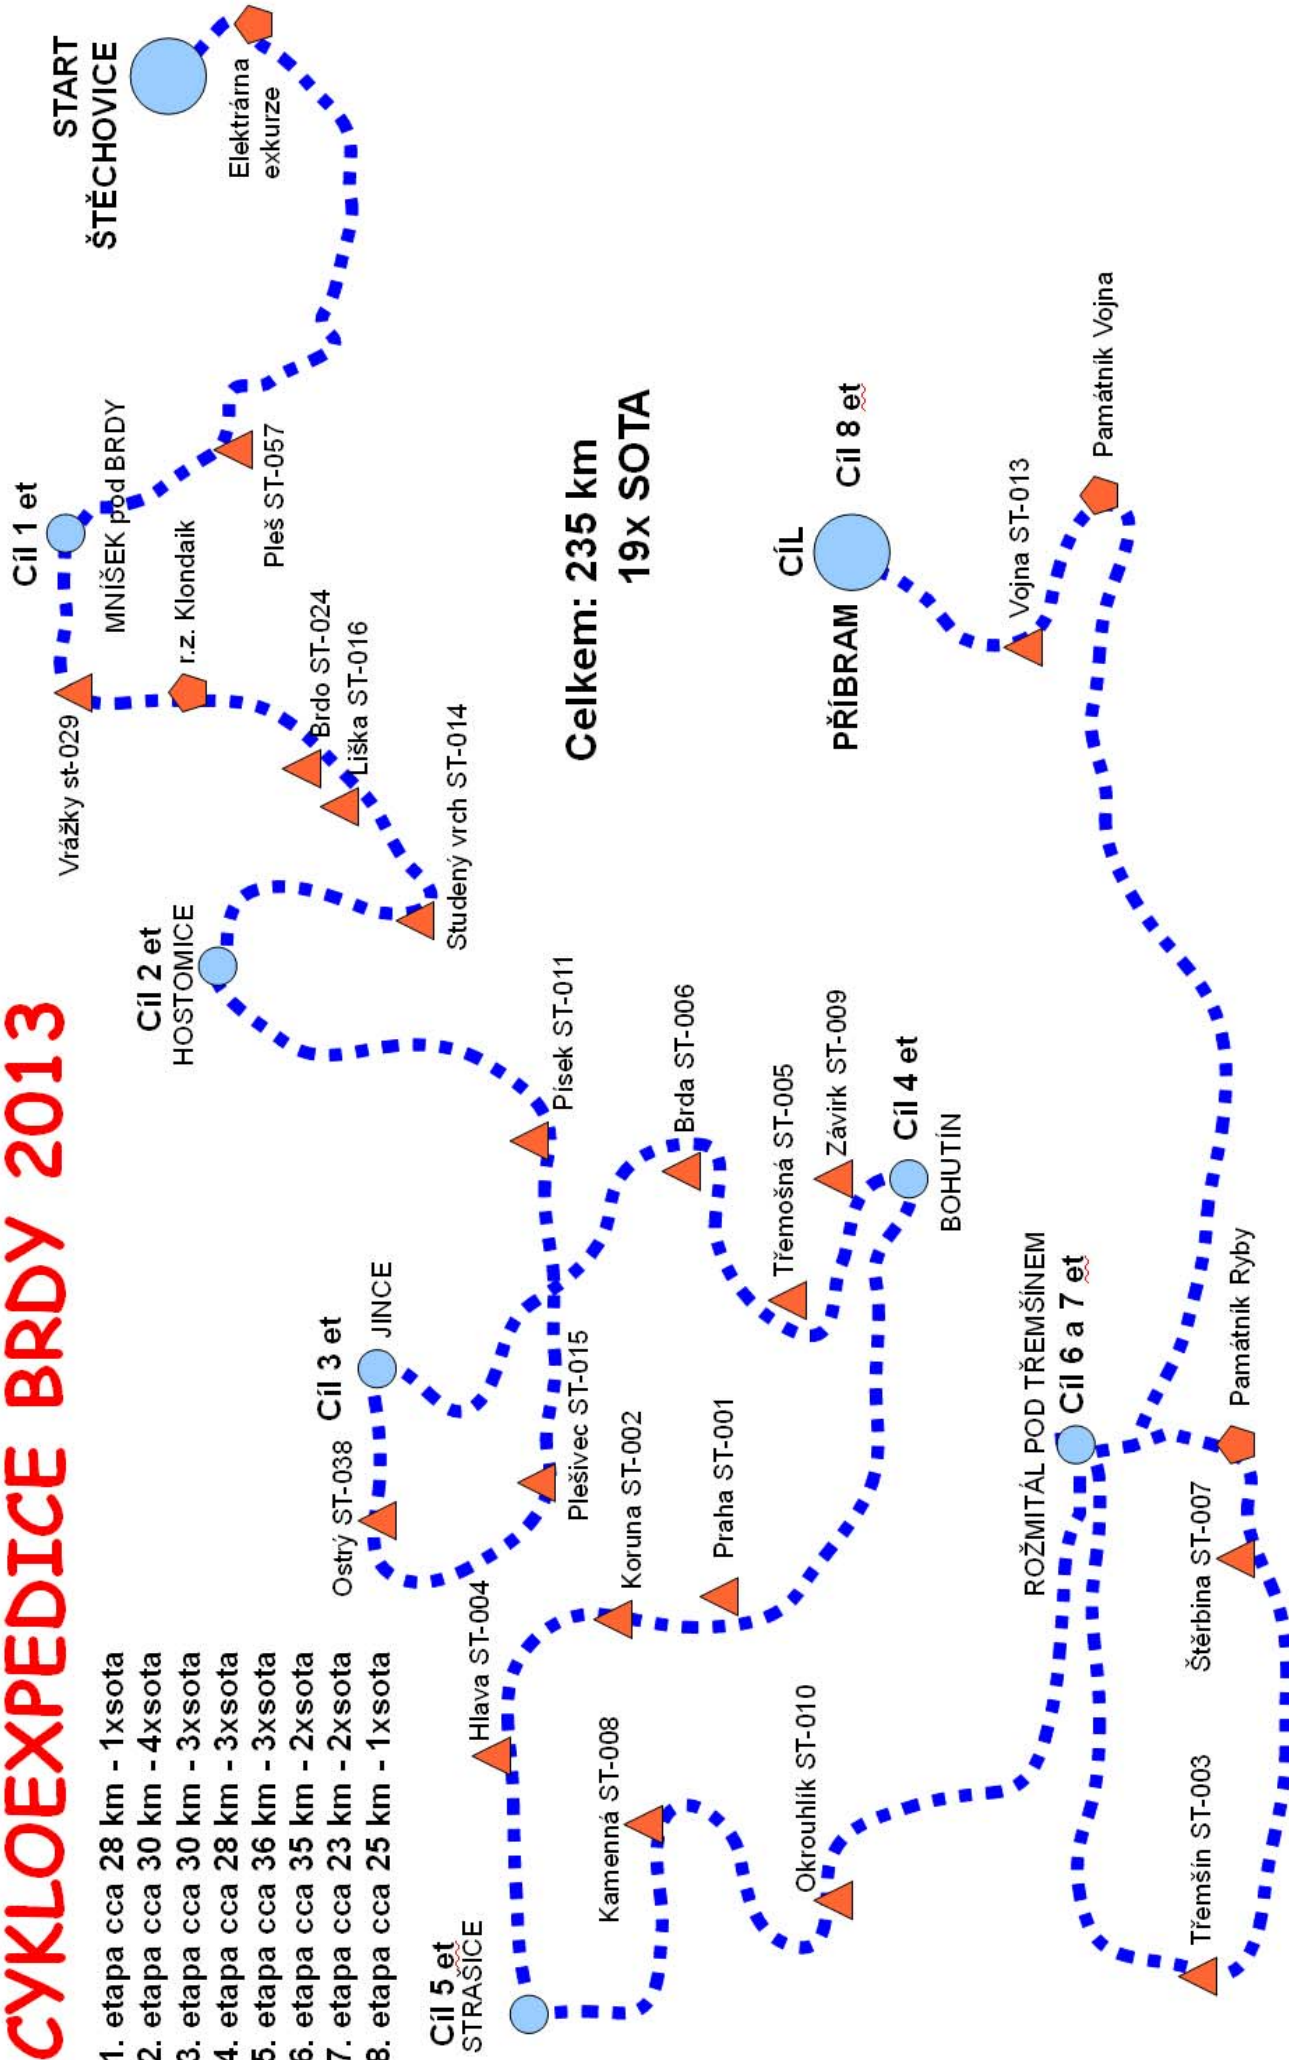 CYKLOEXPEDICE BRDY 2013
1. etapa cca 28 km - 1xsota
2. etapa cca 30 km - 4xsota
3. etapa cca 30 km - 3xsota
4. etapa cca 28 km - 3xsota
5. etapa cca 36 km - 3xsota
6. etapa cca 35 km - 2xsota
7. etapa cca 23 km - 2xsota
8. etapa cca 25 km - 1xsota
START
ŠTĚCHOVICE
Elektrárna
exkurze
Pleš ST-057
Cíl 1 et
MNÍŠEK pod BRDY
Vrážky st-029
r.z. Klondaik
Brdo ST-024
Liška ST-016
Studený vrch ST-014
Cíl 2 et
HOSTOMICE
Písek ST-011
Plešivec ST-015
Ostrý ST-038
Cíl 3 et
JINCE
Brda ST-006
Třemošná ST-005
Závirk ST-009
Cíl 4 et
BOHUTÍN
Praha ST-001
Koruna ST-002
Hlava ST-004
Cíl 5 et
STRAŠICE
Kamenná ST-008
Okrouhlík ST-010
ROŽMITÁL POD TŘEMŠÍNEM
Cíl 6 a 7 et
Třemšín ST-003
Štěrbina ST-007
Památník Ryby
Památník Vojna
Vojna ST-013
CÍL
Cíl 8 et
PŘÍBRAM
Celkem: 235 km
19x SOTA